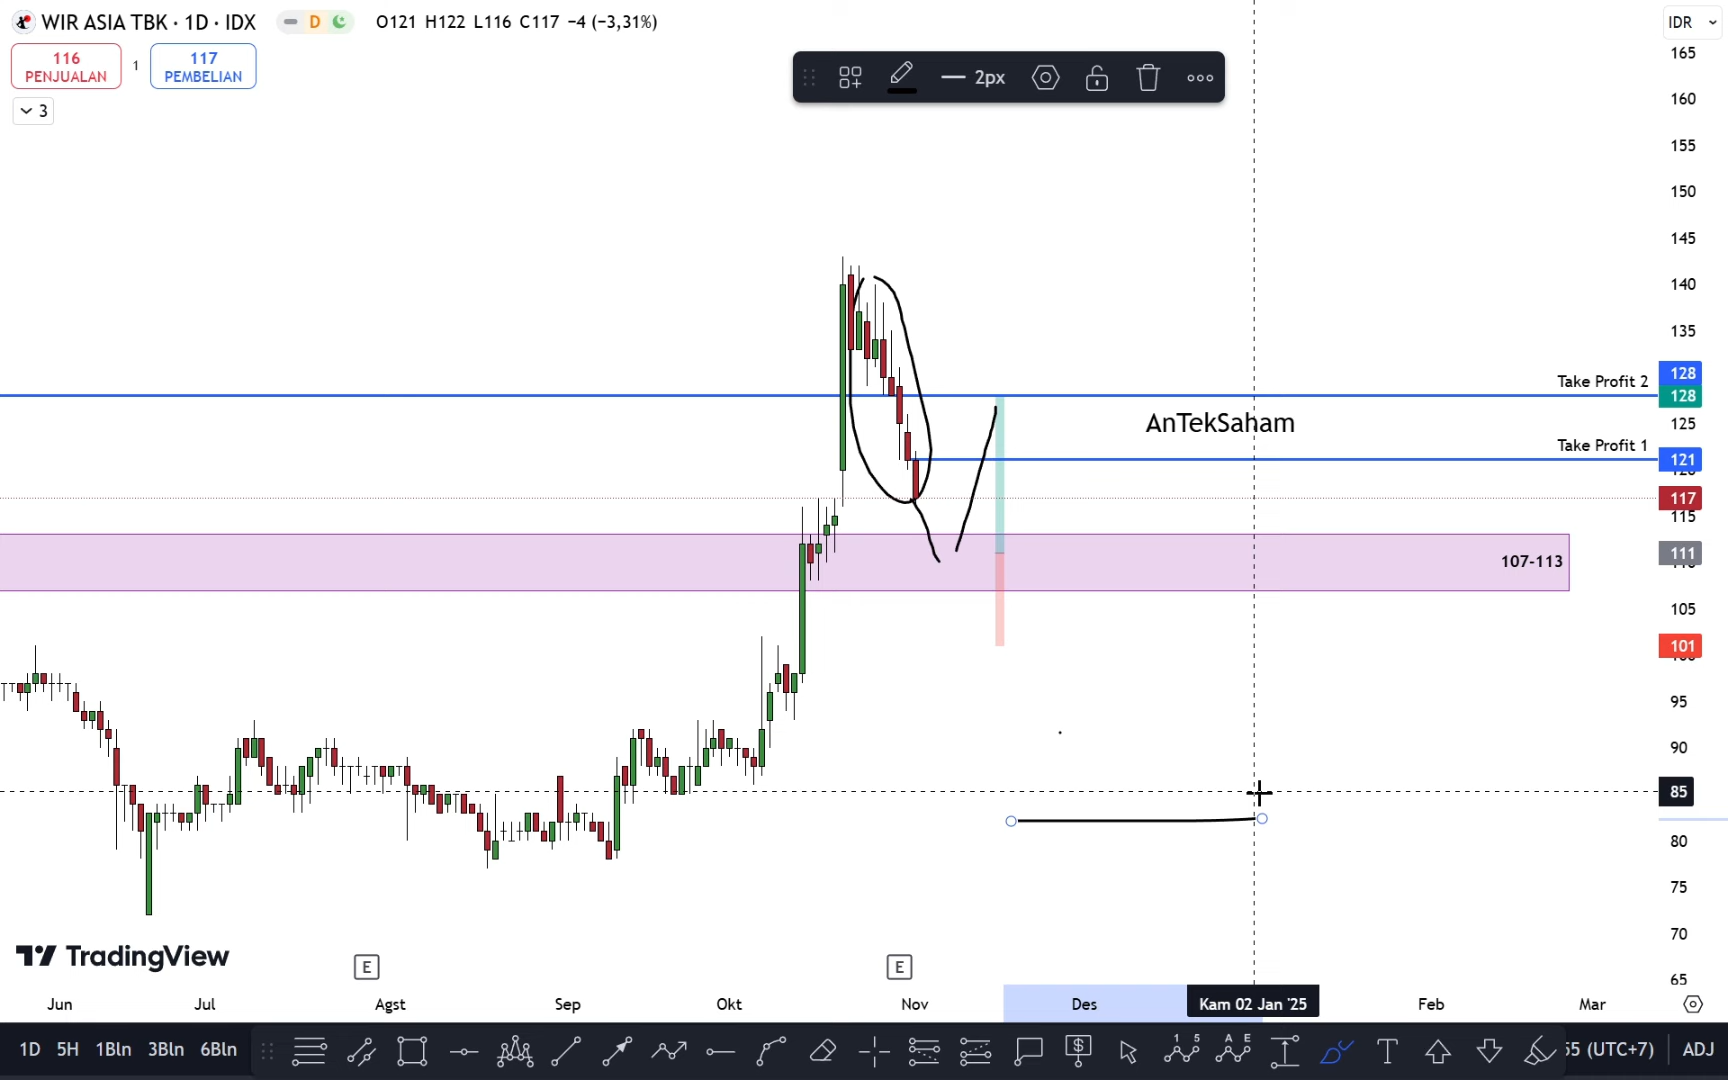 WIR ASIA TBK · 1D · IDX
D
O121 H122 L116 C117 −4 (−3,31%)
IDR
116
PENJUALAN
1
117
PEMBELIAN
3
2px
165
160
155
150
145
140
135
Take Profit 2
128
128
AnTekSaham
125
Take Profit 1
121
117
115
111
107-113
105
101
95
90
85
80
75
70
65
TradingView
E
E
Jun
Jul
Agst
Sep
Okt
Nov
Des
Kam 02 Jan '25
Feb
Mar
1D 5H 1Bln 3Bln 6Bln
1 5
A E
T
55 (UTC+7)
ADJ